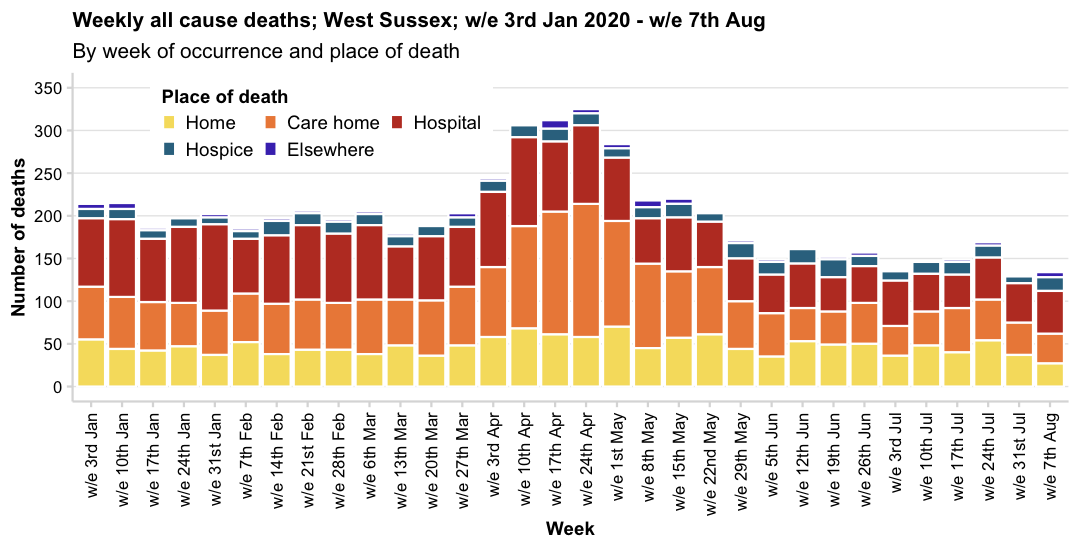 Weekly all cause deaths; West Sussex; w/e 3rd Jan 2020 - w/e 7th Aug
By week of occurrence and place of death
Place of death
Home Care home Hospital
Hospice Elsewhere
Number of deaths
350
300
250
200
150
100
50
0
w/e 3rd Jan
w/e 10th Jan
w/e 17th Jan
w/e 24th Jan
w/e 31st Jan
w/e 7th Feb
w/e 14th Feb
w/e 21st Feb
w/e 28th Feb
w/e 6th Mar
w/e 13th Mar
w/e 20th Mar
w/e 27th Mar
w/e 3rd Apr
w/e 10th Apr
w/e 17th Apr
w/e 24th Apr
w/e 1st May
w/e 8th May
w/e 15th May
w/e 22nd May
w/e 29th May
w/e 5th Jun
w/e 12th Jun
w/e 19th Jun
w/e 26th Jun
w/e 3rd Jul
w/e 10th Jul
w/e 17th Jul
w/e 24th Jul
w/e 31st Jul
w/e 7th Aug
Week